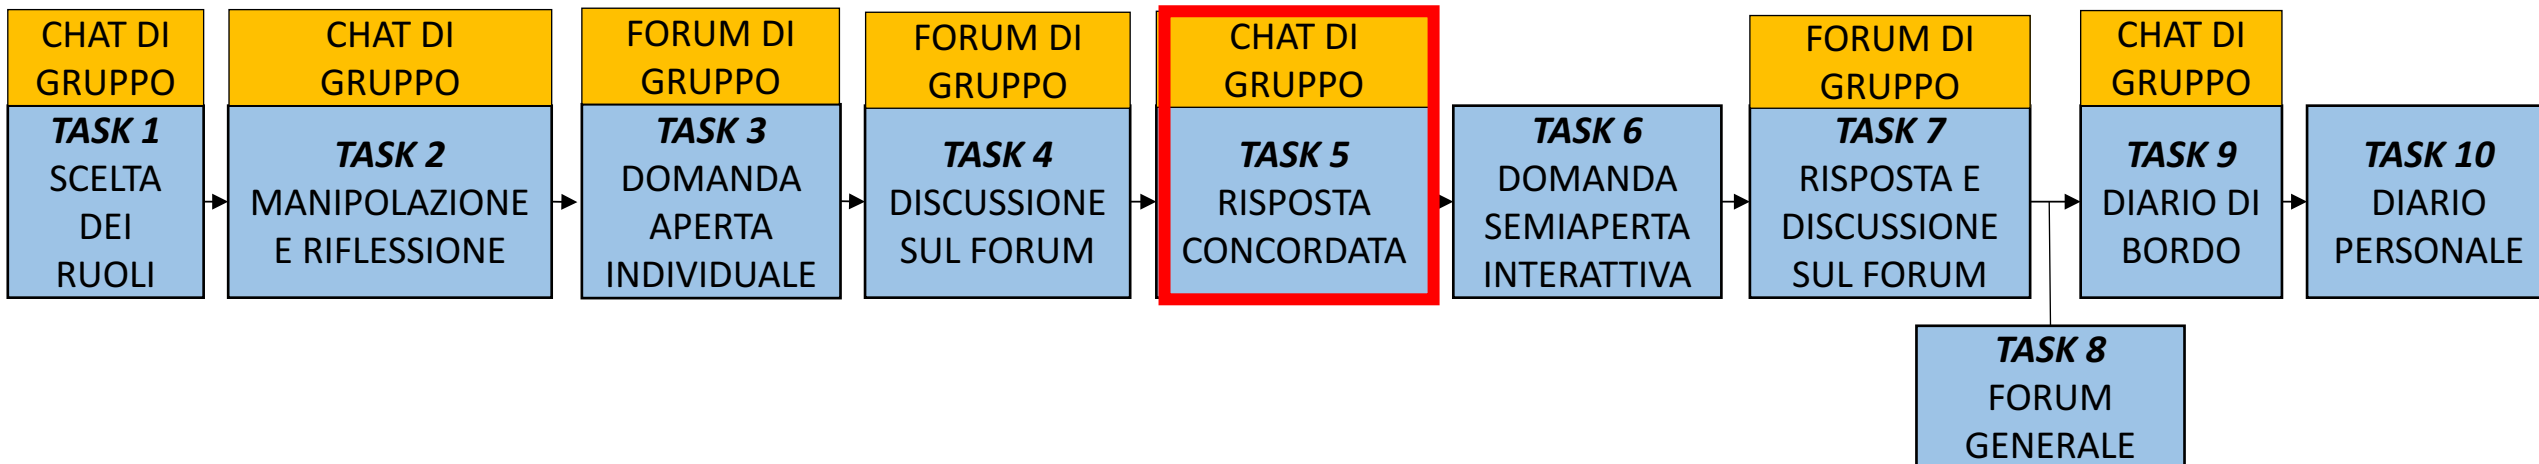 CHAT DI
GRUPPO
TASK 1
SCELTA
DEI
RUOLI
CHAT DI
GRUPPO
TASK 2
MANIPOLAZIONE
E RIFLESSIONE
FORUM DI
GRUPPO
TASK 3
DOMANDA
APERTA
INDIVIDUALE
FORUM DI
GRUPPO
TASK 4
DISCUSSIONE
SUL FORUM
CHAT DI
GRUPPO
TASK 5
RISPOSTA
CONCORDATA
TASK 6
DOMANDA
SEMIAPERTA
INTERATTIVA
FORUM DI
GRUPPO
TASK 7
RISPOSTA E
DISCUSSIONE
SUL FORUM
TASK 8
FORUM
GENERALE
CHAT DI
GRUPPO
TASK 9
DIARIO DI
BORDO
TASK 10
DIARIO
PERSONALE